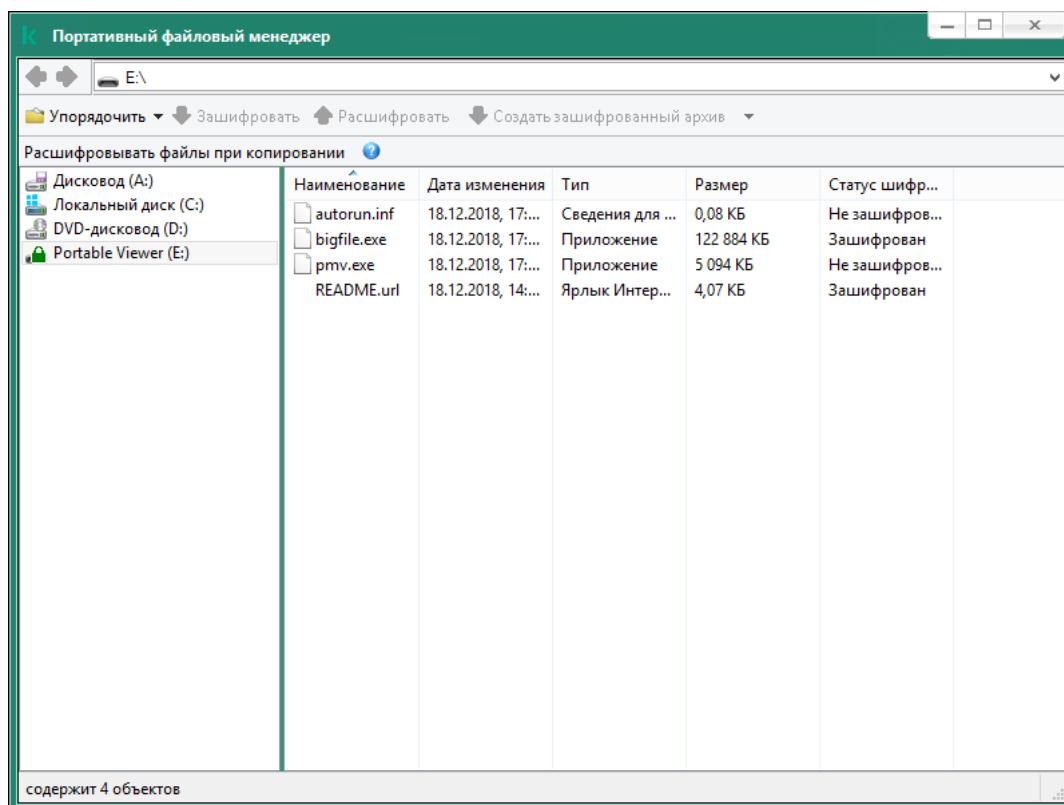 Портативный файловый менеджер
E:\
Упорядочить Зашифровать Расшифровать Создать зашифрованный архив
Расшифровывать файлы при копировании ?
Дисковод (A:)
Локальный диск (C:)
DVD-дисковод (D:)
Portable Viewer (E:)
Наименование Дата изменения Тип Размер Статус шифр...
autorun.inf 18.12.2018, 17:... Сведения для ... 0,08 КБ Не зашифров...
bigfile.exe 18.12.2018, 17:... Приложение 122 884 КБ Зашифрован
pmv.exe 18.12.2018, 17:... Приложение 5 094 КБ Не зашифров...
README.url 18.12.2018, 14:... Ярлык Интер... 4,07 КБ Зашифрован
содержит 4 объектов